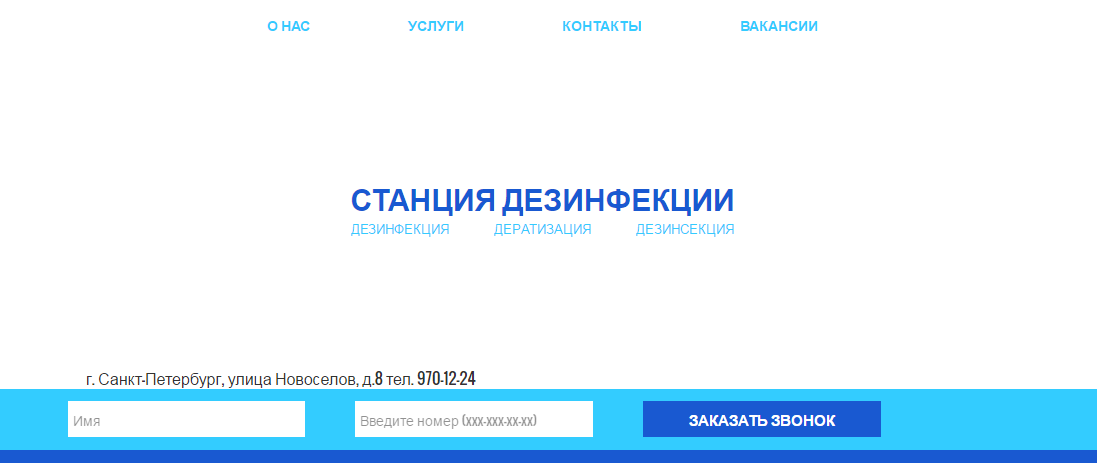 О НАС УСЛУГИ КОНТАКТЫ ВАКАНСИИ
СТАНЦИЯ ДЕЗИНФЕКЦИИ
ДЕЗИНФЕКЦИЯ ДЕРАТИЗАЦИЯ ДЕЗИНСЕКЦИЯ
г. Санкт-Петербург, улица Новоселов, д.8 тел. 970-12-24
Имя Введите номер (xxx-xxx-xx-xx) ЗАКАЗАТЬ ЗВОНОК